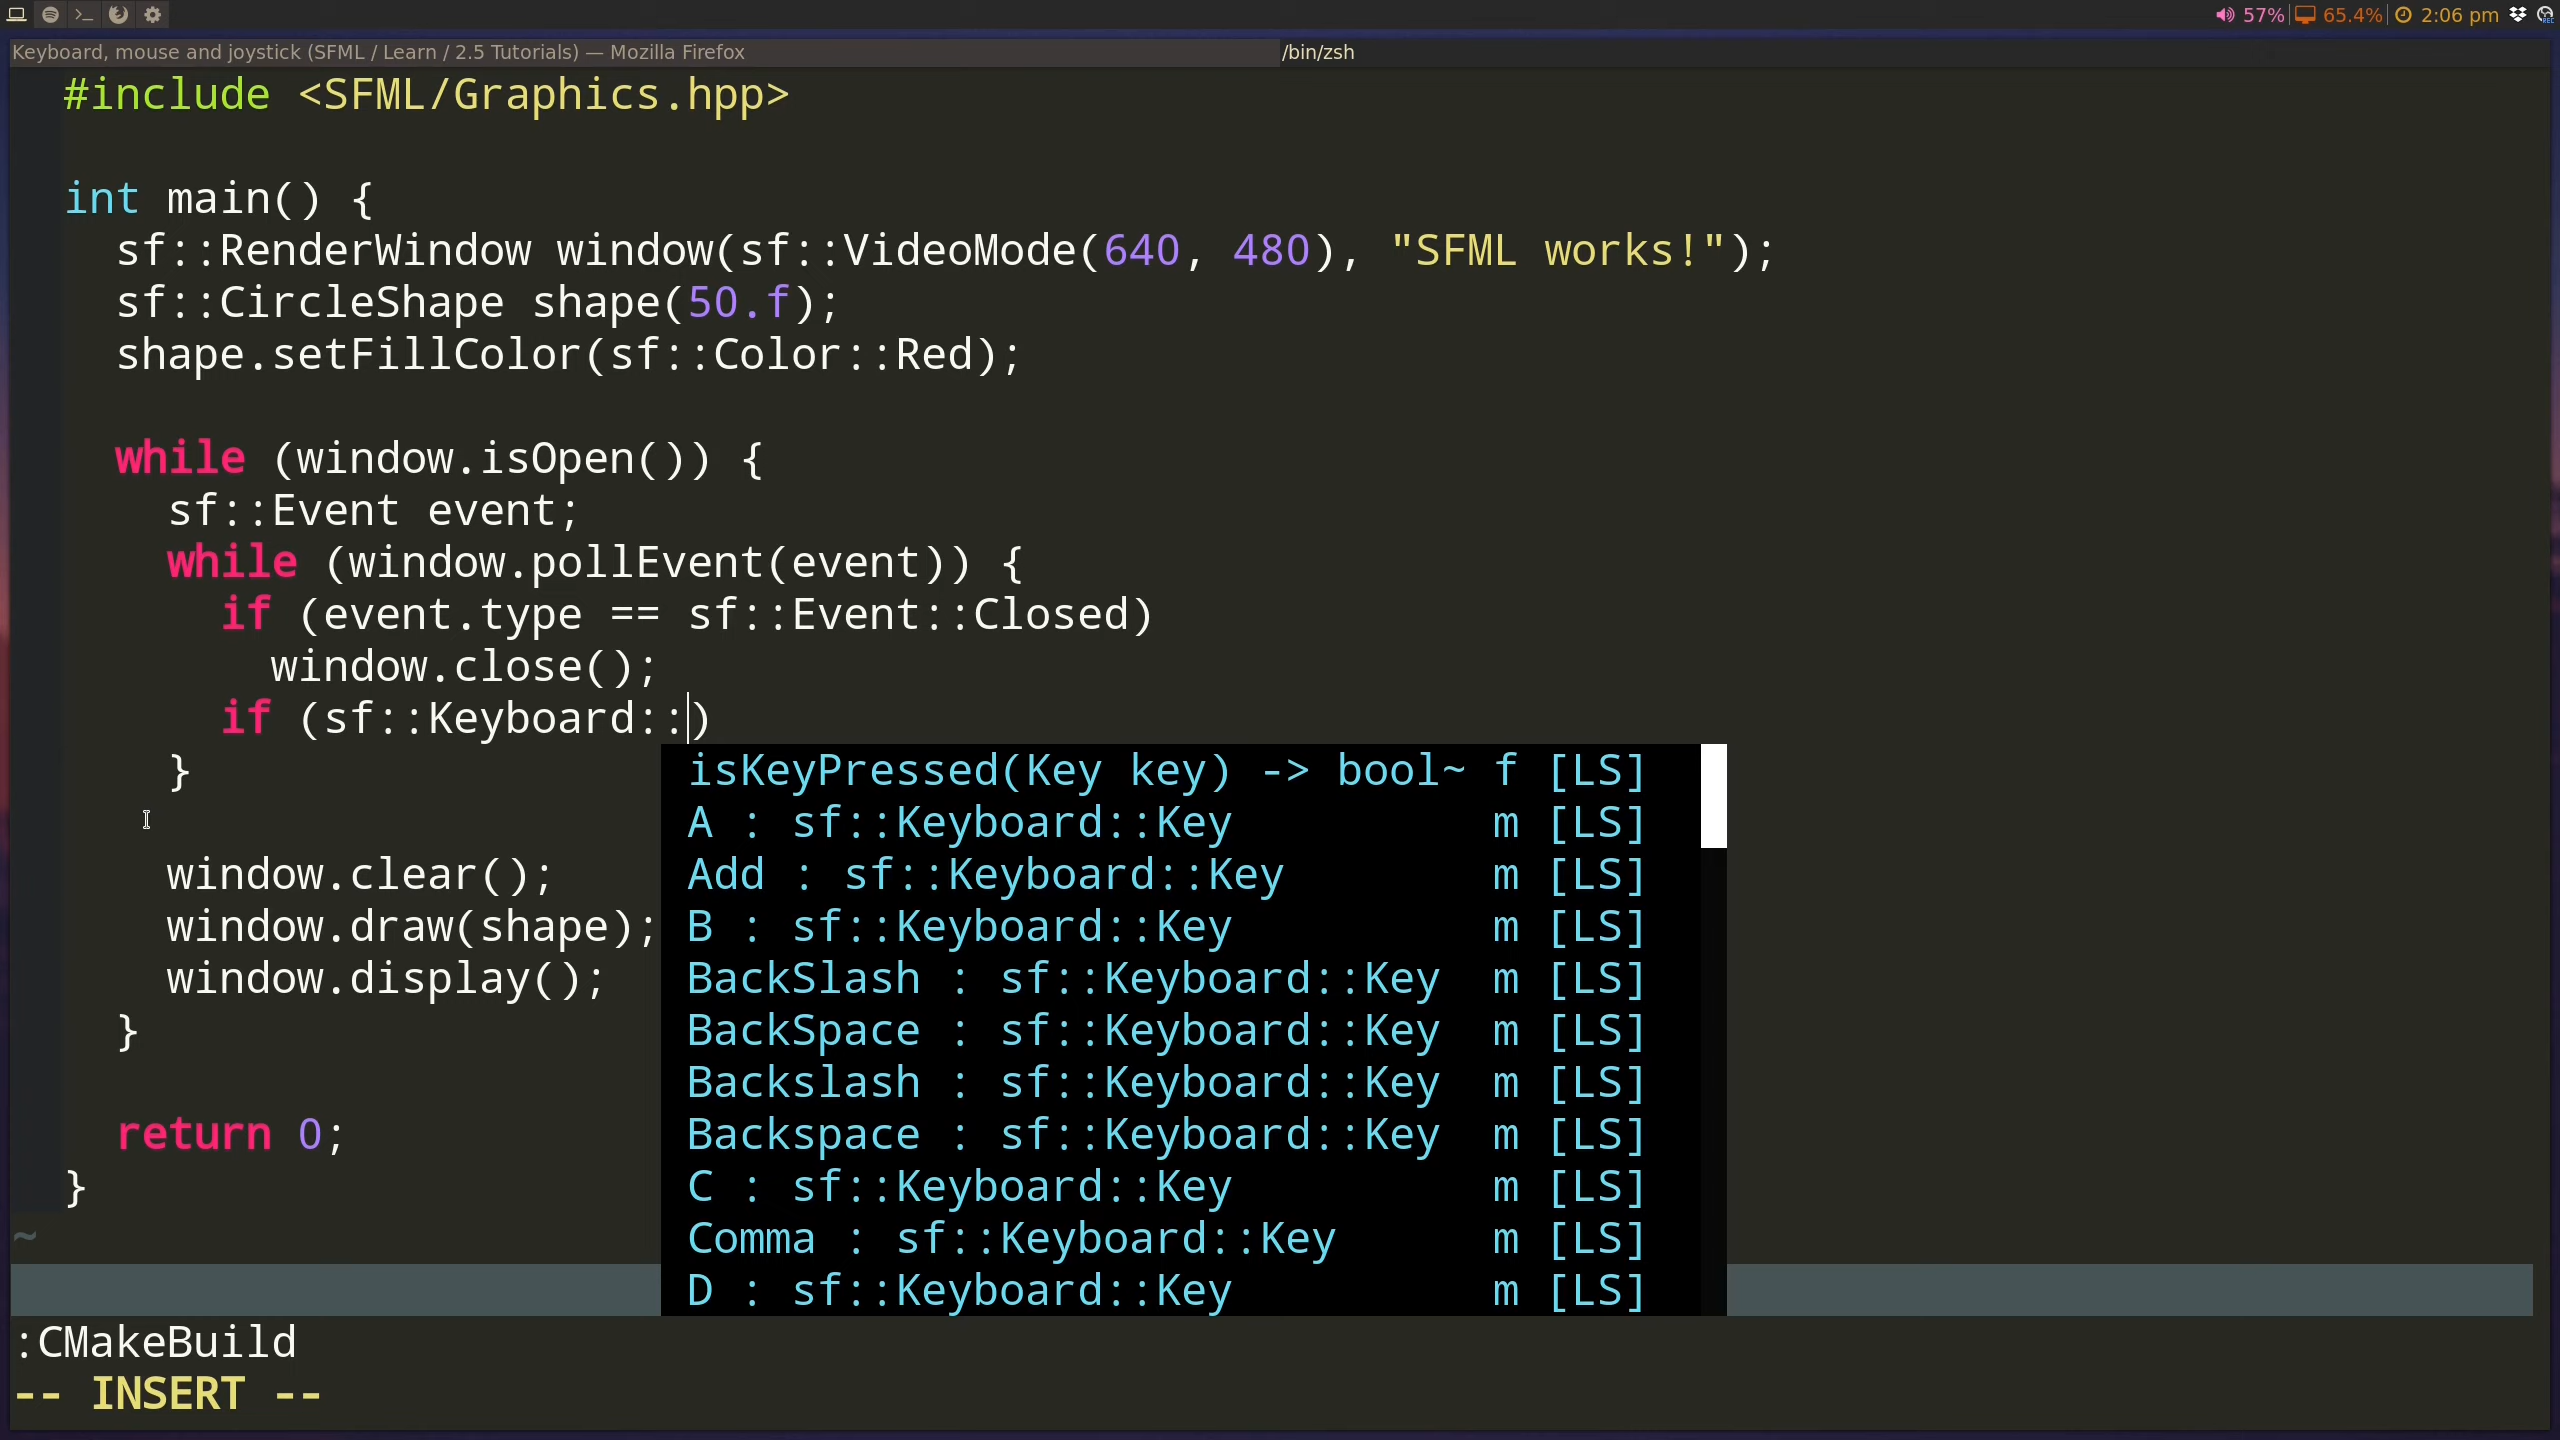 57% 65.4% 2:06 pm
Keyboard, mouse and joystick (SFML / Learn / 2.5 Tutorials) — Mozilla Firefox
/bin/zsh
#include <SFML/Graphics.hpp>
int main() {
sf::RenderWindow window(sf::VideoMode(640, 480), "SFML works!");
sf::CircleShape shape(50.f);
shape.setFillColor(sf::Color::Red);
while (window.isOpen()) {
sf::Event event;
while (window.pollEvent(event)) {
if (event.type == sf::Event::Closed)
window.close();
if (sf::Keyboard::)
}
window.clear();
window.draw(shape);
window.display();
}
return 0;
}
~
isKeyPressed(Key key) -> bool~ f [LS]
A : sf::Keyboard::Key m [LS]
Add : sf::Keyboard::Key m [LS]
B : sf::Keyboard::Key m [LS]
BackSlash : sf::Keyboard::Key m [LS]
BackSpace : sf::Keyboard::Key m [LS]
Backslash : sf::Keyboard::Key m [LS]
Backspace : sf::Keyboard::Key m [LS]
C : sf::Keyboard::Key m [LS]
Comma : sf::Keyboard::Key m [LS]
D : sf::Keyboard::Key m [LS]
:CMakeBuild
-- INSERT --